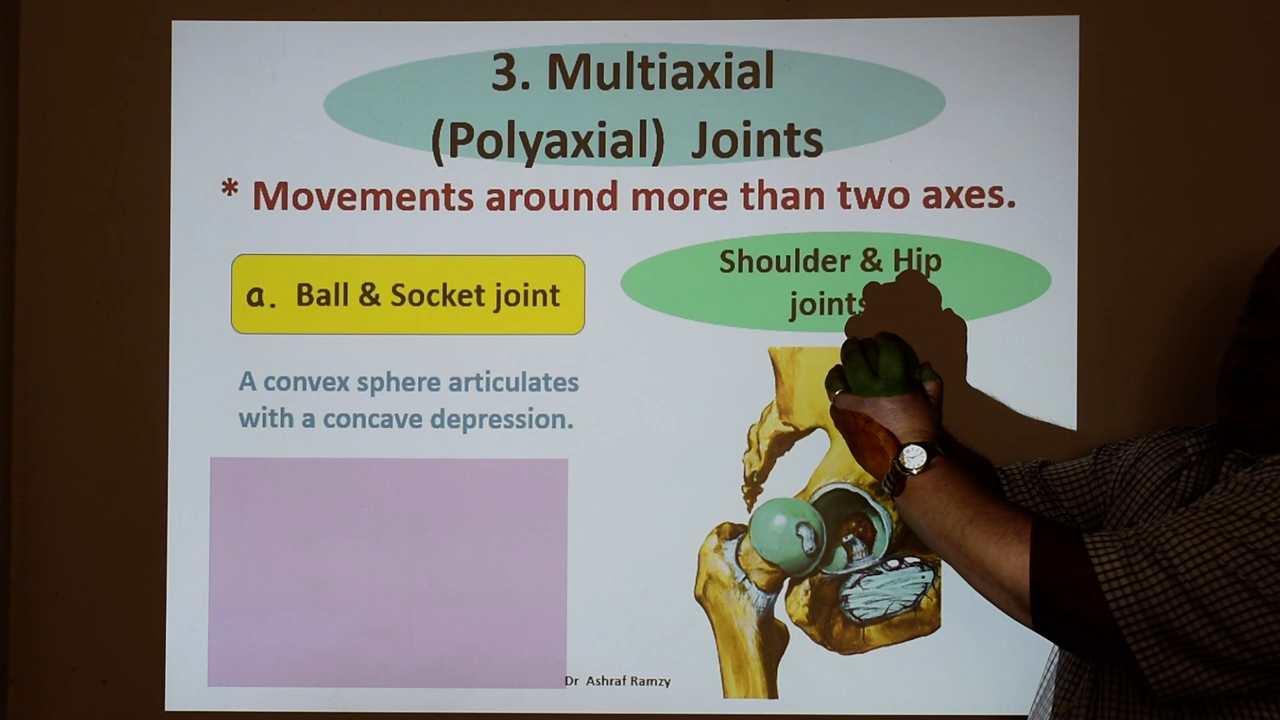 3. Multiaxial
(Polyaxial) Joints
* Movements around more than two axes.
a. Ball & Socket joint
Shoulder & Hip
joints
A convex sphere articulates
with a concave depression.
Dr Ashraf Ramzy